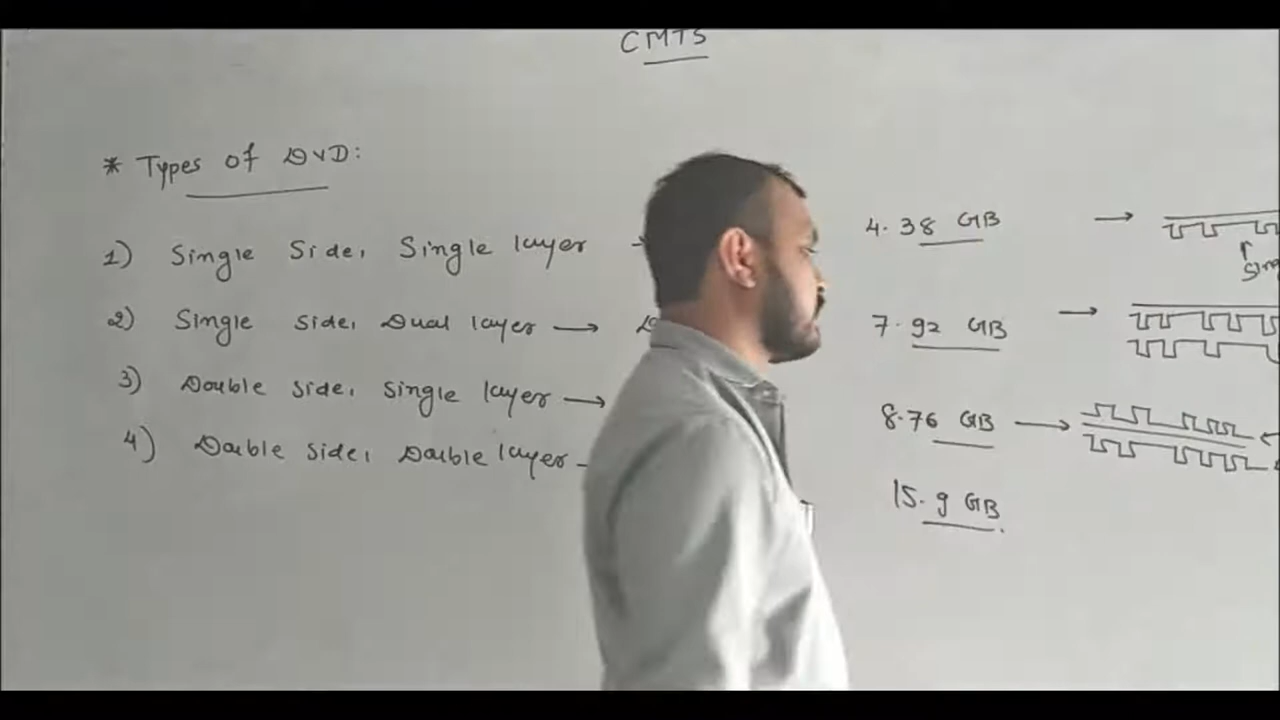 CMTS
* Types of DVD:
1) Single Side, Single layer → 4.38 GB →
2) Single side, Dual layer → 7.92 GB →
3) Double side, single layer → 8.76 GB →
4) Double side, Double layer - 15.9 GB.